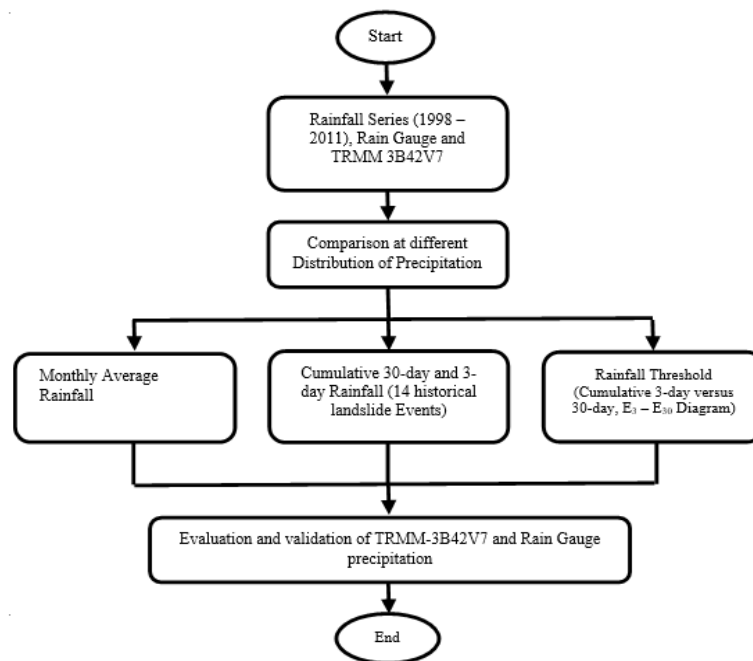 Start
Rainfall Series (1998 –
2011), Rain Gauge and
TRMM 3B42V7
Comparison at different
Distribution of Precipitation
Monthly Average
Rainfall
Cumulative 30-day and 3-
day Rainfall (14 historical
landslide Events)
Rainfall Threshold
(Cumulative 3-day versus
30-day, E₃ – E₃₀ Diagram)
Evaluation and validation of TRMM-3B42V7 and Rain Gauge
precipitation
End